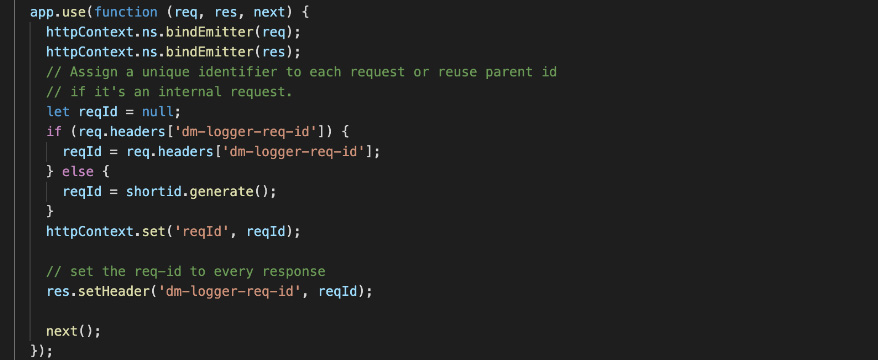 app.use(function (req, res, next) {
  httpContext.ns.bindEmitter(req);
  httpContext.ns.bindEmitter(res);
  // Assign a unique identifier to each request or reuse parent id
  // if it's an internal request.
  let reqId = null;
  if (req.headers['dm-logger-req-id']) {
    reqId = req.headers['dm-logger-req-id'];
  } else {
    reqId = shortid.generate();
  }
  httpContext.set('reqId', reqId);

  // set the req-id to every response
  res.setHeader('dm-logger-req-id', reqId);

  next();
});